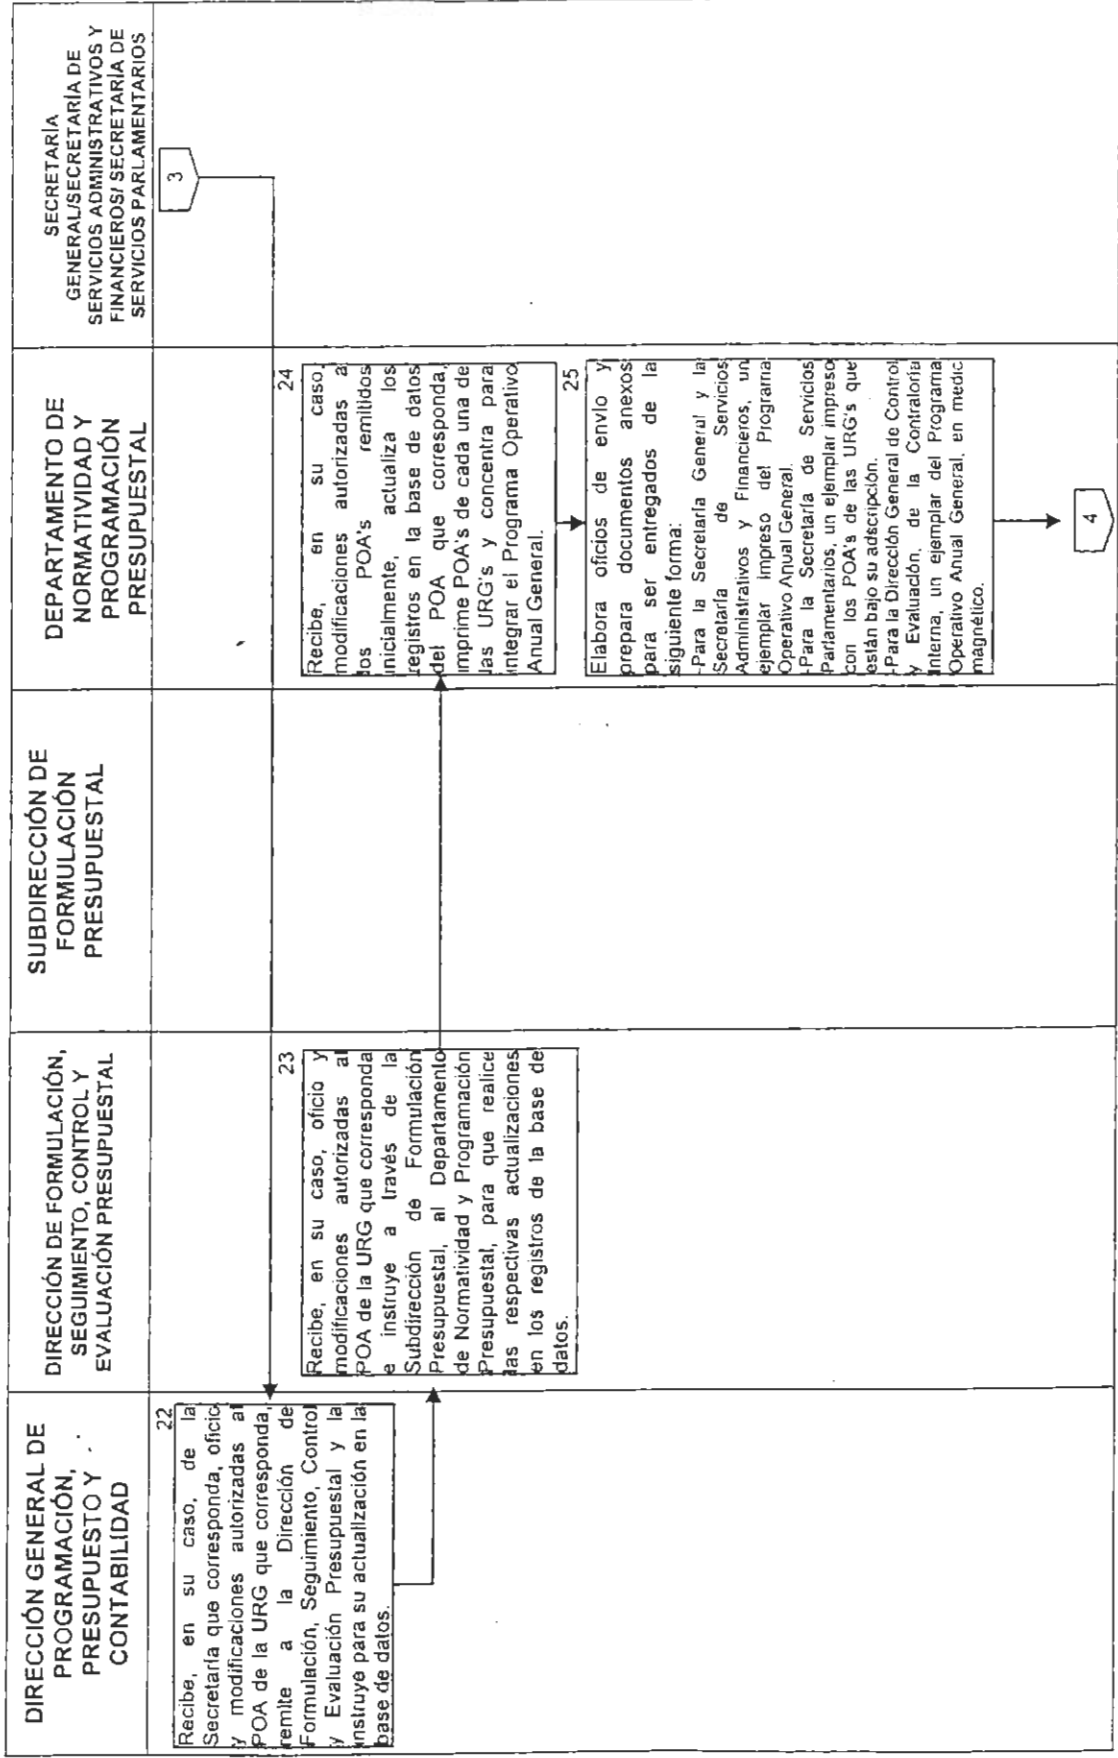 DIRECCIÓN GENERAL DE
PROGRAMACIÓN,
PRESUPUESTO Y
CONTABILIDAD
DIRECCIÓN DE FORMULACIÓN,
SEGUIMIENTO, CONTROL Y
EVALUACIÓN PRESUPUESTAL
SUBDIRECCIÓN DE
FORMULACIÓN
PRESUPUESTAL
DEPARTAMENTO DE
NORMATIVIDAD Y
PROGRAMACIÓN
PRESUPUESTAL
SECRETARÍA
GENERAL/SECRETARÍA DE
SERVICIOS ADMINISTRATIVOS Y
FINANCIEROS/ SECRETARÍA DE
SERVICIOS PARLAMENTARIOS
3
22
Recibe, en su caso, de la
Secretaría que corresponda, oficio
y modificaciones autorizadas al
POA de la URG que corresponda,
remite a la Dirección de
Formulación, Seguimiento, Control
y Evaluación Presupuestal y la
instruye para su actualización en la
base de datos.
23
Recibe, en su caso, oficio y
modificaciones autorizadas al
POA de la URG que corresponda
e instruye a través de la
Subdirección de Formulación
Presupuestal, al Departamento
de Normatividad y Programación
Presupuestal, para que realice
las respectivas actualizaciones
en los registros de la base de
datos.
24
Recibe, en su caso,
modificaciones autorizadas a
los POA's remitidos
inicialmente, actualiza los
registros en la base de datos
del POA que corresponda,
imprime POA's de cada una de
las URG's y concentra para
integrar el Programa Operativo
Anual General.
25
Elabora oficios de envío y
prepara documentos anexos
para ser entregados de la
siguiente forma:
-Para la Secretaría General y la
Secretaría de Servicios
Administrativos y Financieros, un
ejemplar impreso del Programa
Operativo Anual General.
-Para la Secretaría de Servicios
Parlamentarios, un ejemplar impreso
con los POA's de las URG's que
están bajo su adscripción.
-Para la Dirección General de Control
y Evaluación, de la Contraloría
Interna, un ejemplar del Programa
Operativo Anual General, en medio
magnético.
4